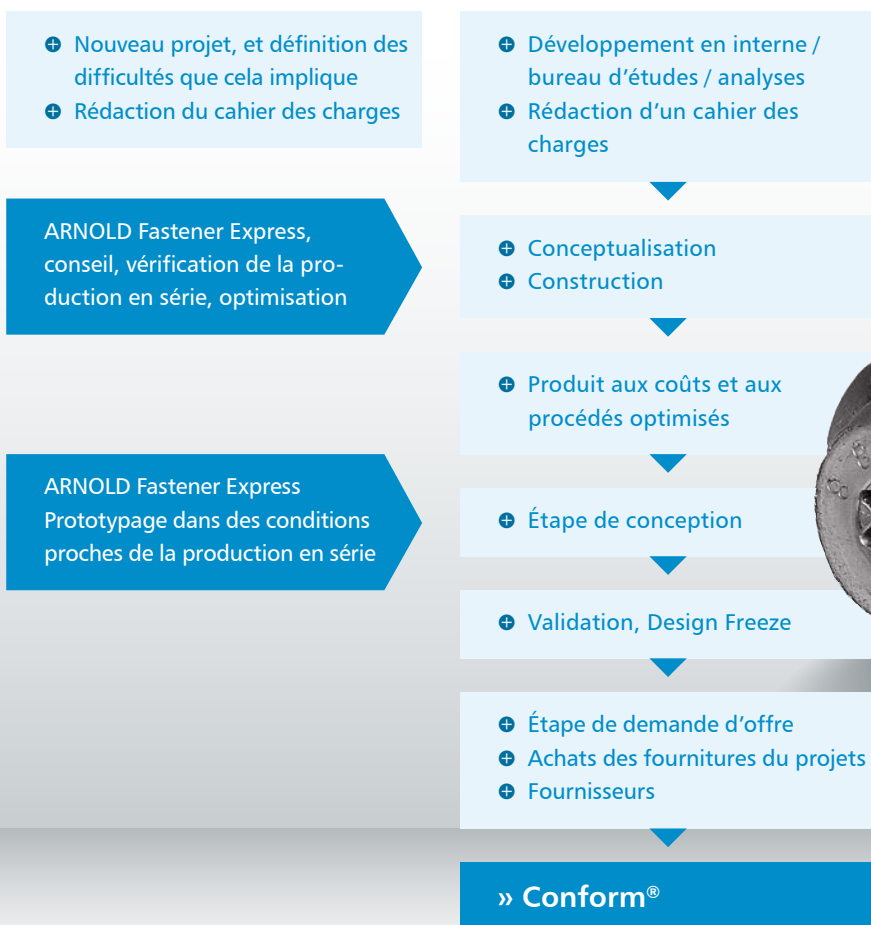 Nouveau projet, et définition des
difficultés que cela implique
Rédaction du cahier des charges
ARNOLD Fastener Express,
conseil, vérification de la pro-
duction en série, optimisation
ARNOLD Fastener Express
Prototypage dans des conditions
proches de la production en série
Développement en interne /
bureau d'études / analyses
Rédaction d'un cahier des
charges
Conceptualisation
Construction
Produit aux coûts et aux
procédés optimisés
Étape de conception
Validation, Design Freeze
Étape de demande d'offre
Achats des fournitures du projets
Fournisseurs
» Conform®